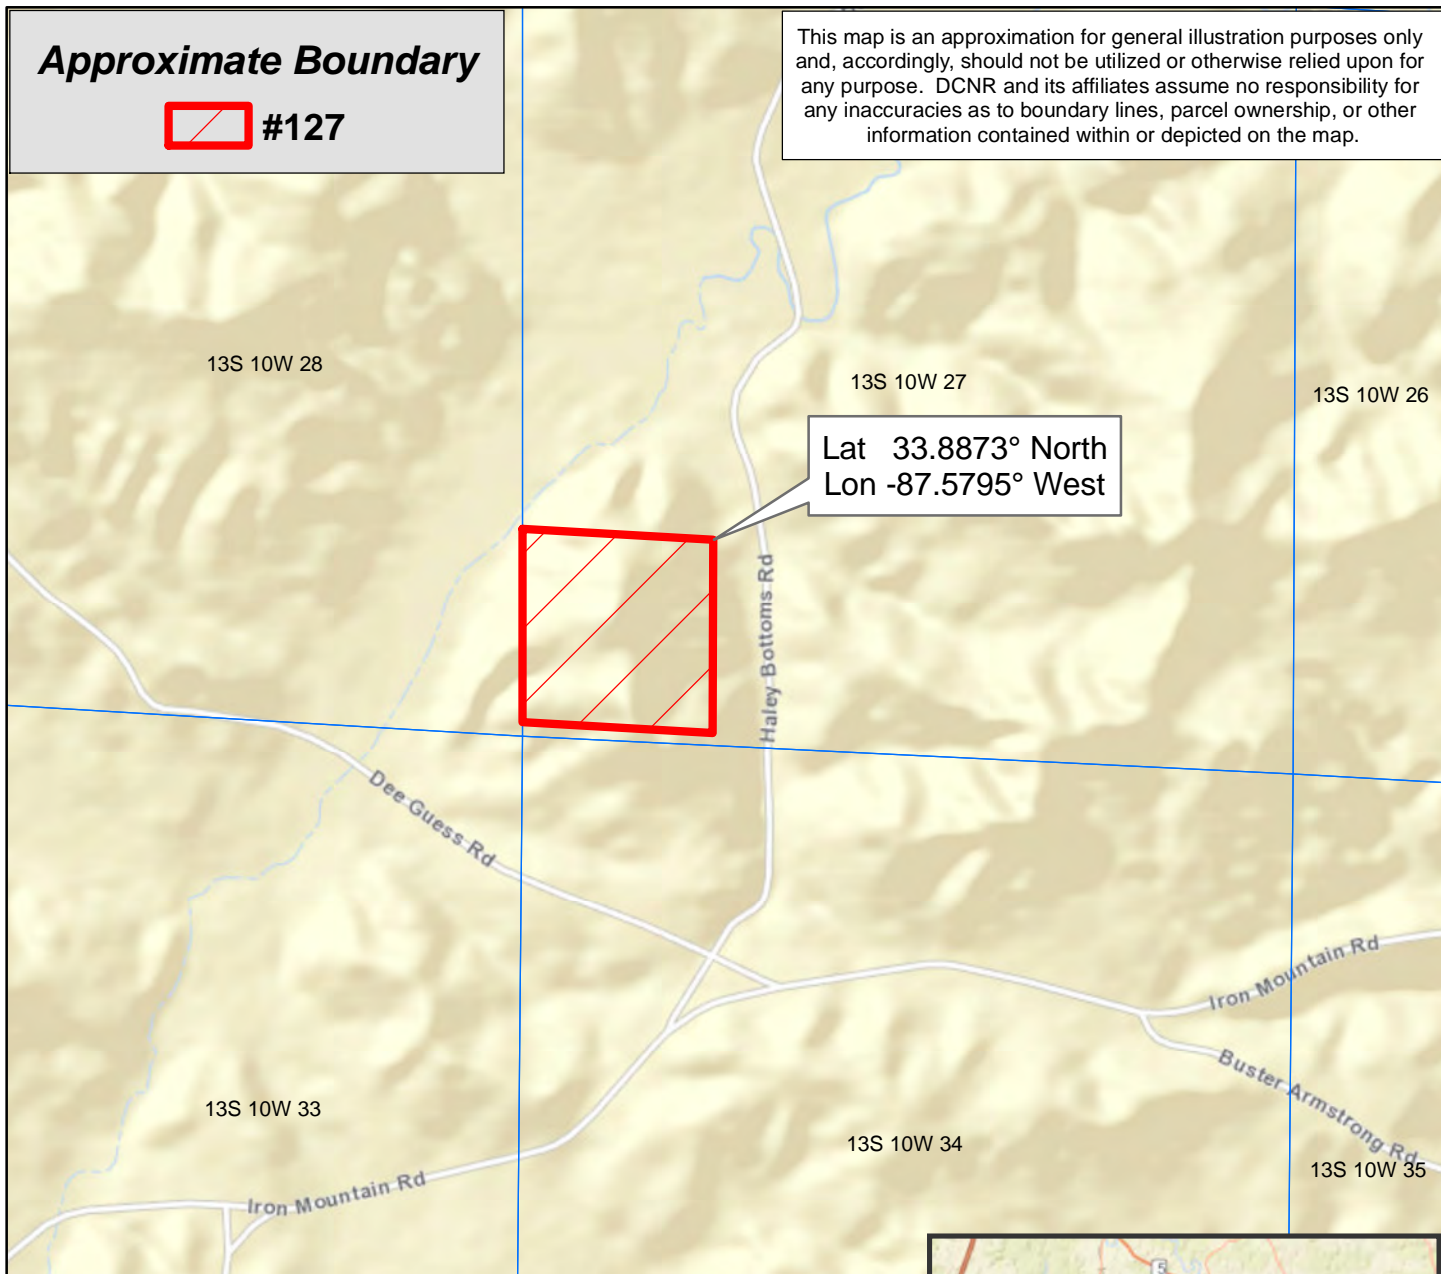 Approximate Boundary
#127
This map is an approximation for general illustration purposes only
and, accordingly, should not be utilized or otherwise relied upon for
any purpose.  DCNR and its affiliates assume no responsibility for
any inaccuracies as to boundary lines, parcel ownership, or other
information contained within or depicted on the map.
13S 10W 28
13S 10W 27
13S 10W 26
Lat   33.8873° North
Lon -87.5795° West
Haley Bottoms Rd
Dee Guess Rd
Iron Mountain Rd
Buster Armstrong Rd
13S 10W 33
13S 10W 34
13S 10W 35
Iron Mountain Rd
5